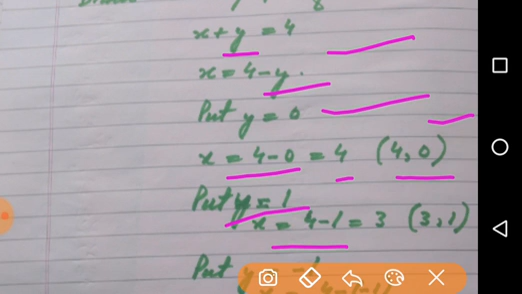 x + y = 4
x = 4 - y.
Put y = 0
x = 4-0 = 4 (4,0)
Put y = 1
x = 4-1 = 3 (3,1)
Put